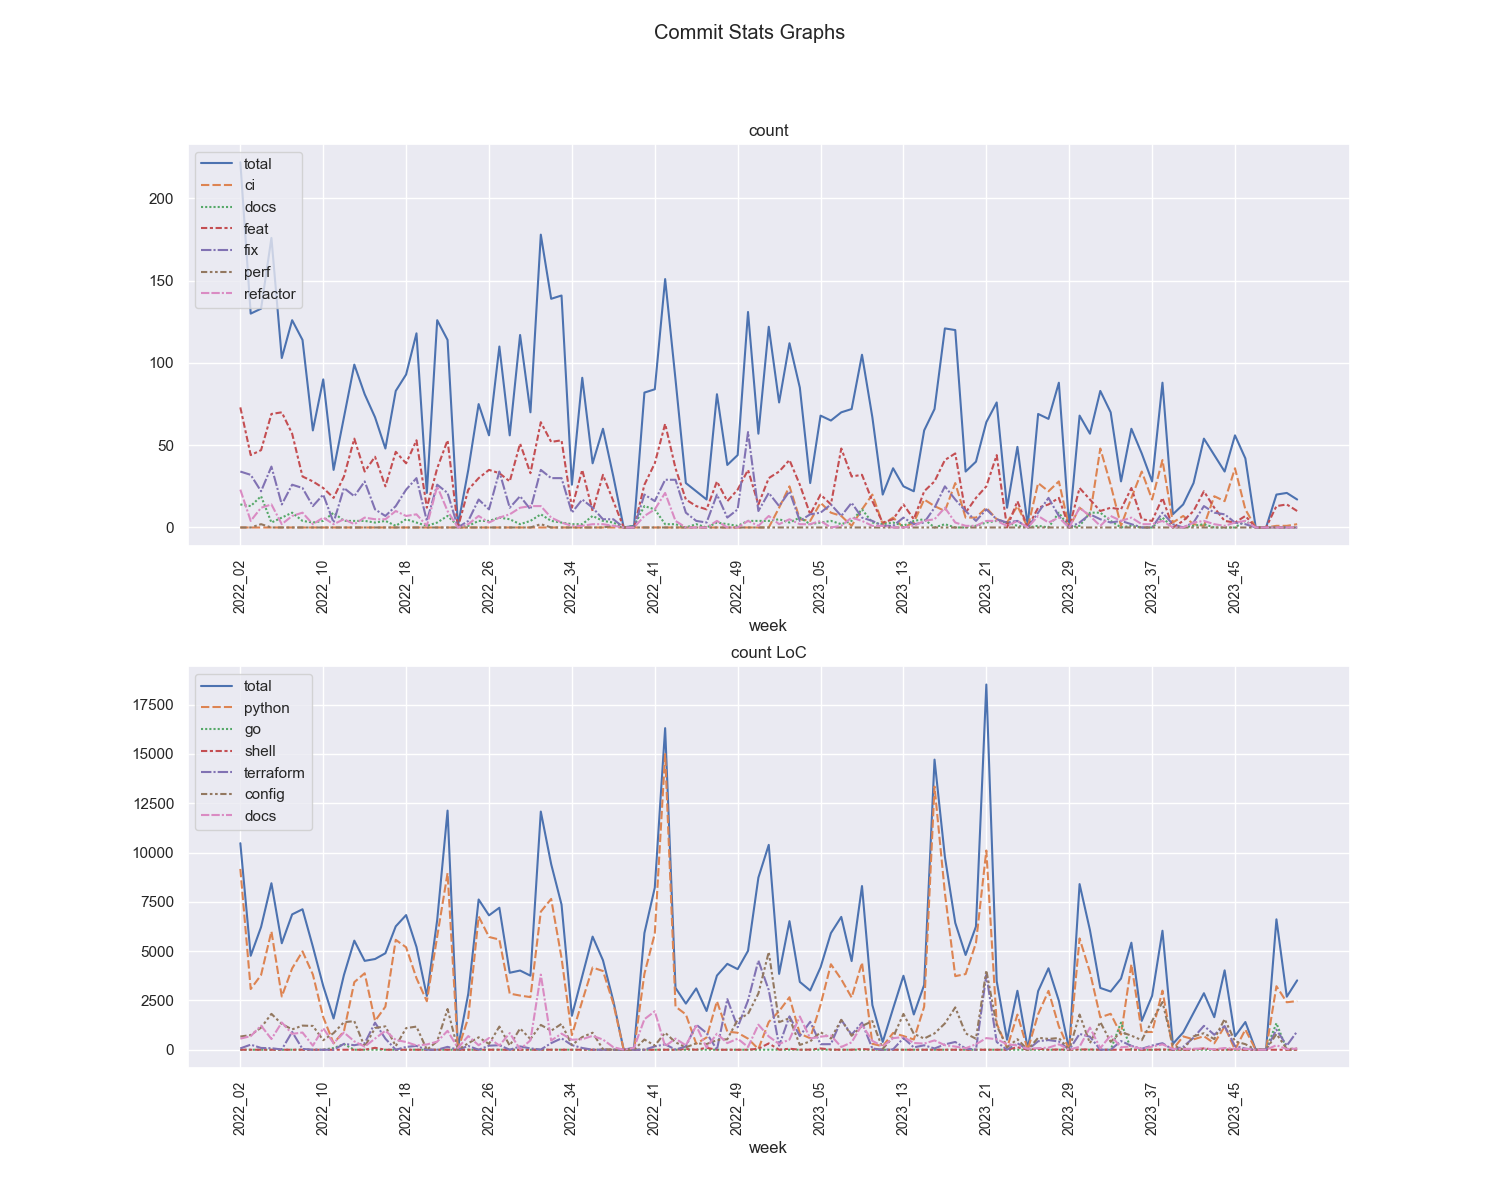 Commit Stats Graphs
count
total
ci
docs
feat
fix
perf
refactor
200
150
100
50
0
2022_02
2022_10
2022_18
2022_26
2022_34
2022_41
2022_49
2023_05
2023_13
2023_21
2023_29
2023_37
2023_45
week
count LoC
total
python
go
shell
terraform
config
docs
17500
15000
12500
10000
7500
5000
2500
0
2022_02
2022_10
2022_18
2022_26
2022_34
2022_41
2022_49
2023_05
2023_13
2023_21
2023_29
2023_37
2023_45
week